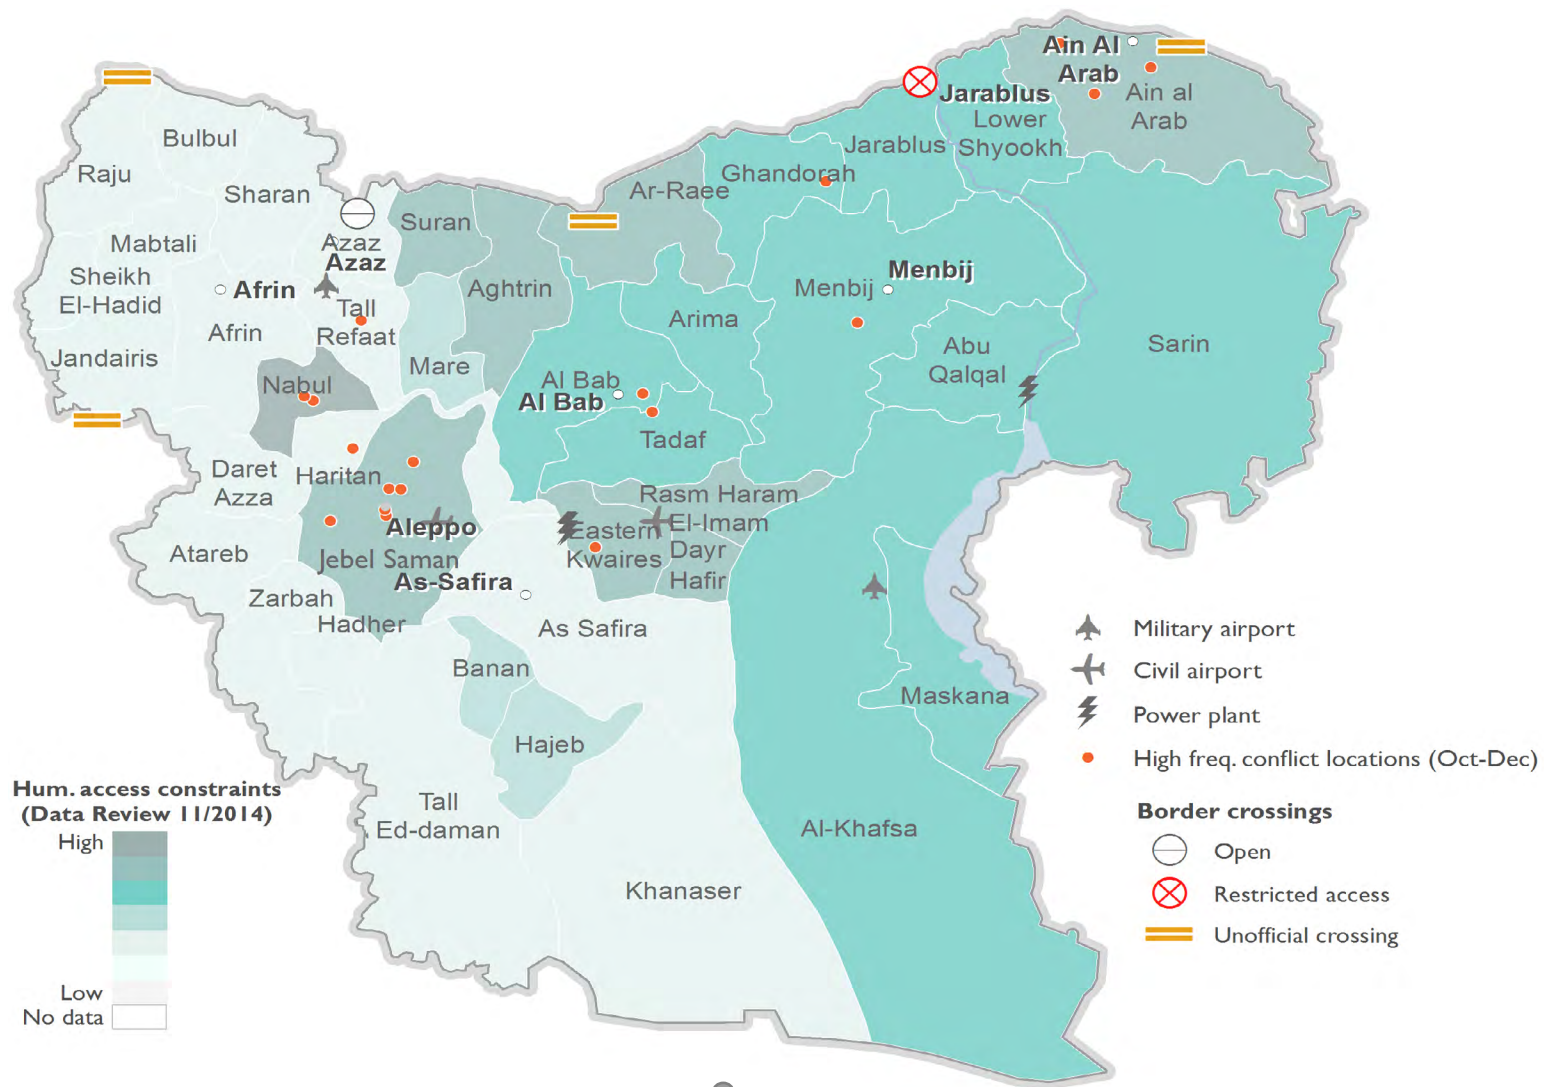 Ain Al
Arab
Ain al
Arab
Jarablus
Lower
Shyookh
Jarablus
Bulbul
Raju
Ghandorah
Ar-Raee
Sharan
Suran
Mabtali
Azaz
Azaz
Sheikh
El-Hadid
Afrin
Aghtrin
Menbij
Menbij
Tall
Refaat
Afrin
Arima
Abu
Qalqal
Sarin
Jandairis
Mare
Nabul
Al Bab
Al Bab
Tadaf
Daret
Azza
Haritan
Rasm Haram
El-Imam
Aleppo
Eastern
Kwaires
Dayr
Hafir
Atareb
Jebel Saman
As-Safira
Zarbah
Hadher
As Safira
Banan
Maskana
Hajeb
Tall
Ed-daman
Al-Khafsa
Khanaser
Hum. access constraints
(Data Review 11/2014)
High
Low
No data
Military airport
Civil airport
Power plant
High freq. conflict locations (Oct-Dec)
Border crossings
Open
Restricted access
Unofficial crossing